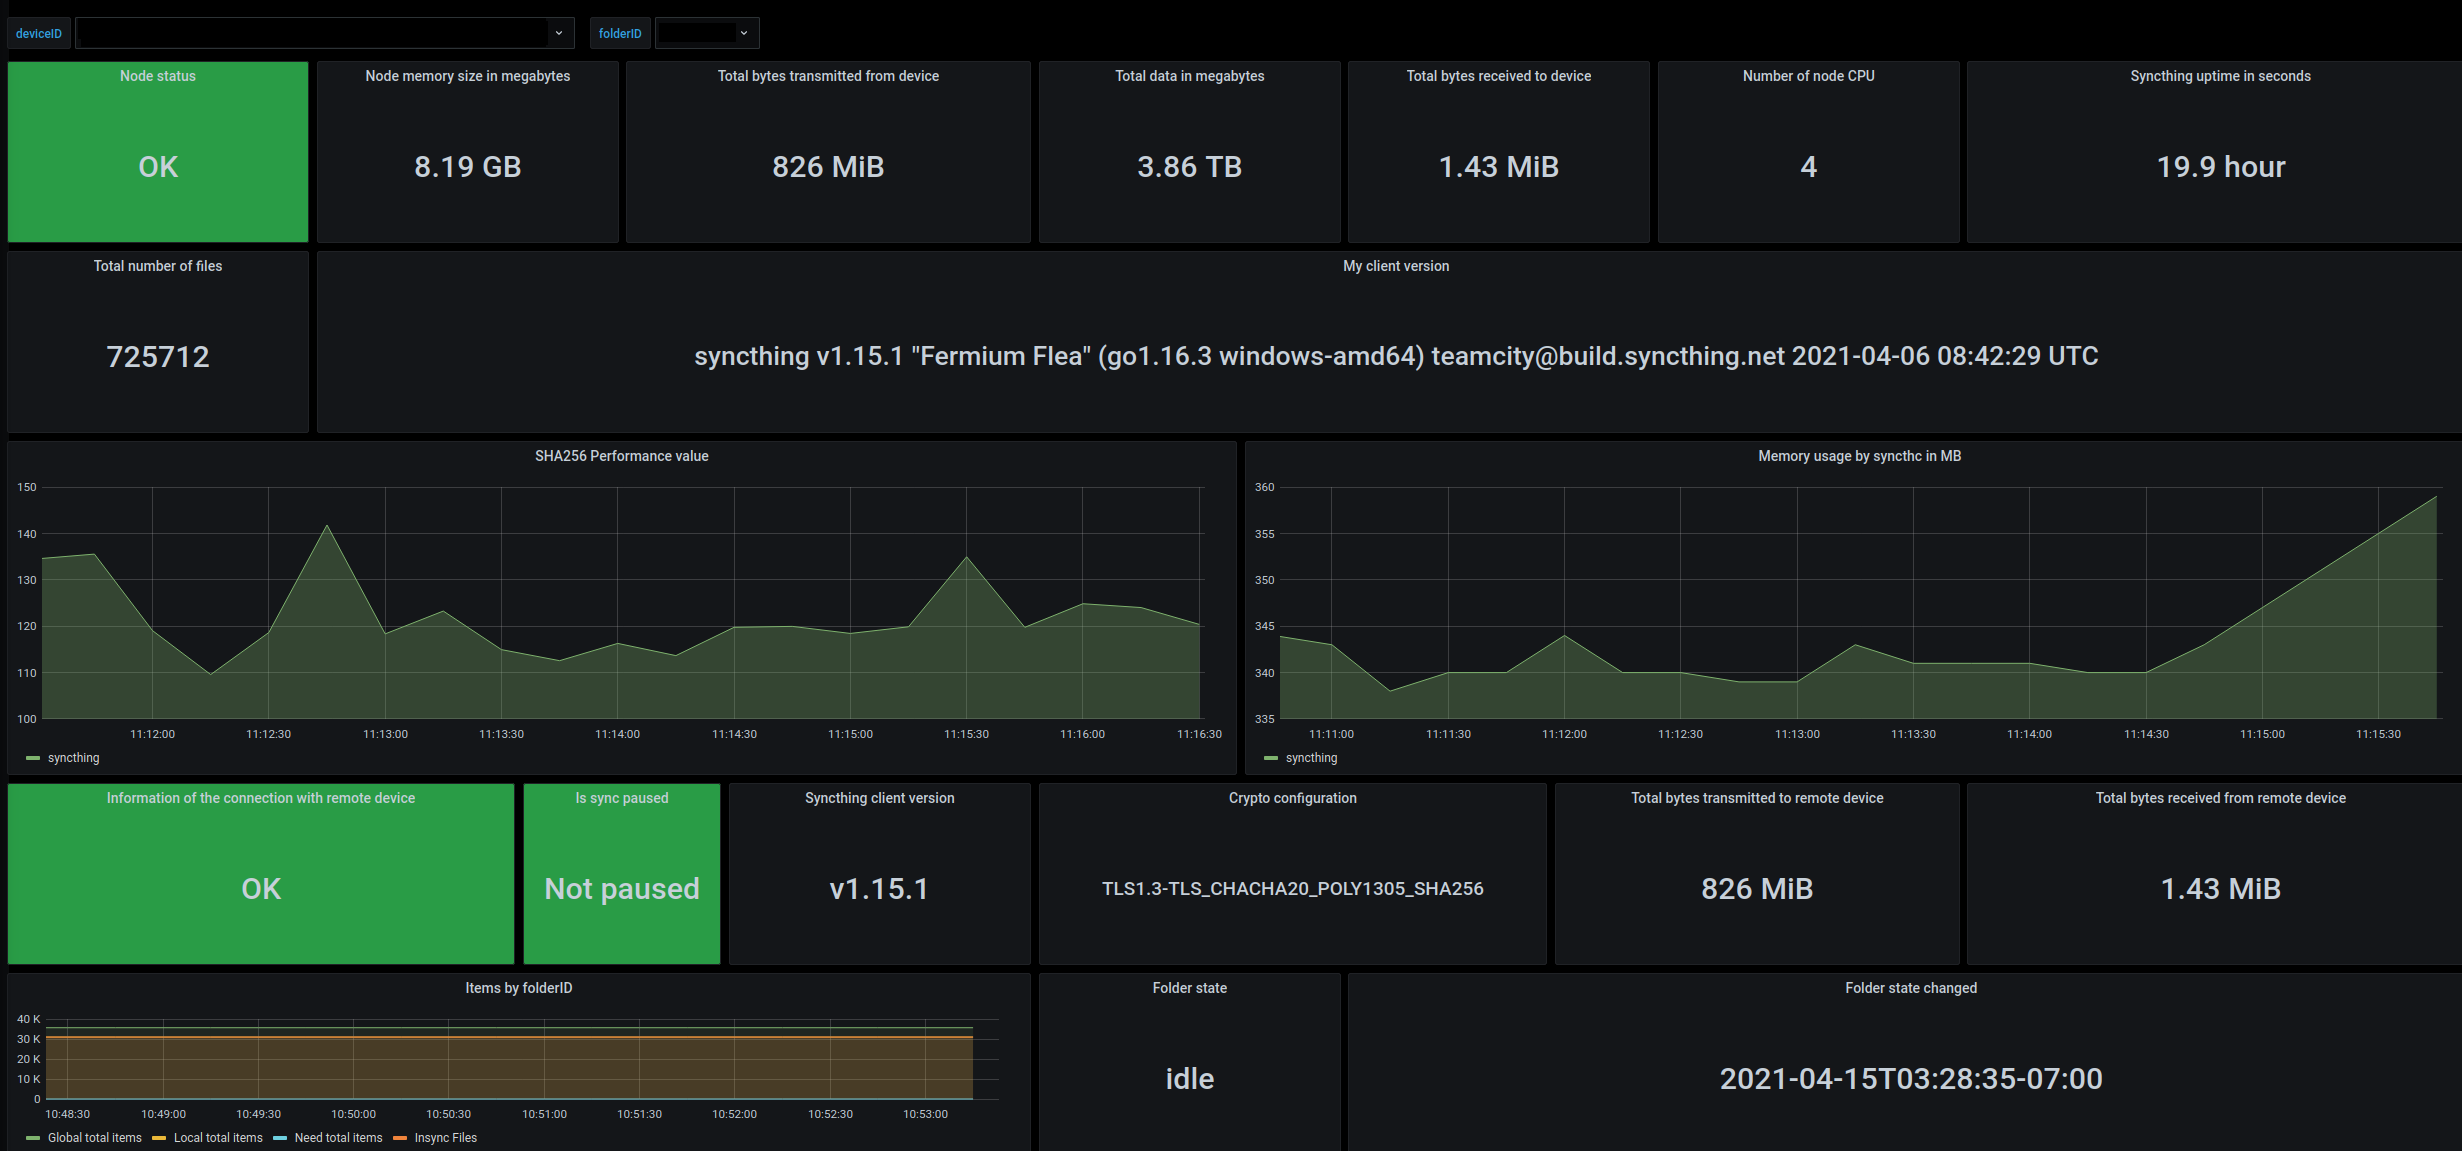 deviceID
folderID
Node status
OK
Node memory size in megabytes
8.19 GB
Total bytes transmitted from device
826 MiB
Total data in megabytes
3.86 TB
Total bytes received to device
1.43 MiB
Number of node CPU
4
Syncthing uptime in seconds
19.9 hour
Total number of files
725712
My client version
syncthing v1.15.1 "Fermium Flea" (go1.16.3 windows-amd64) teamcity@build.syncthing.net 2021-04-06 08:42:29 UTC
SHA256 Performance value
150
140
130
120
110
100
11:12:00 11:12:30 11:13:00 11:13:30 11:14:00 11:14:30 11:15:00 11:15:30 11:16:00 11:16:30
syncthing
Memory usage by syncthc in MB
360
355
350
345
340
335
11:11:00 11:11:30 11:12:00 11:12:30 11:13:00 11:13:30 11:14:00 11:14:30 11:15:00 11:15:30
syncthing
Information of the connection with remote device
OK
Is sync paused
Not paused
Syncthing client version
v1.15.1
Crypto configuration
TLS1.3-TLS_CHACHA20_POLY1305_SHA256
Total bytes transmitted to remote device
826 MiB
Total bytes received from remote device
1.43 MiB
Items by folderID
40 K
30 K
20 K
10 K
0
10:48:30 10:49:00 10:49:30 10:50:00 10:50:30 10:51:00 10:51:30 10:52:00 10:52:30 10:53:00
Global total items Local total items Need total items Insync Files
Folder state
idle
Folder state changed
2021-04-15T03:28:35-07:00